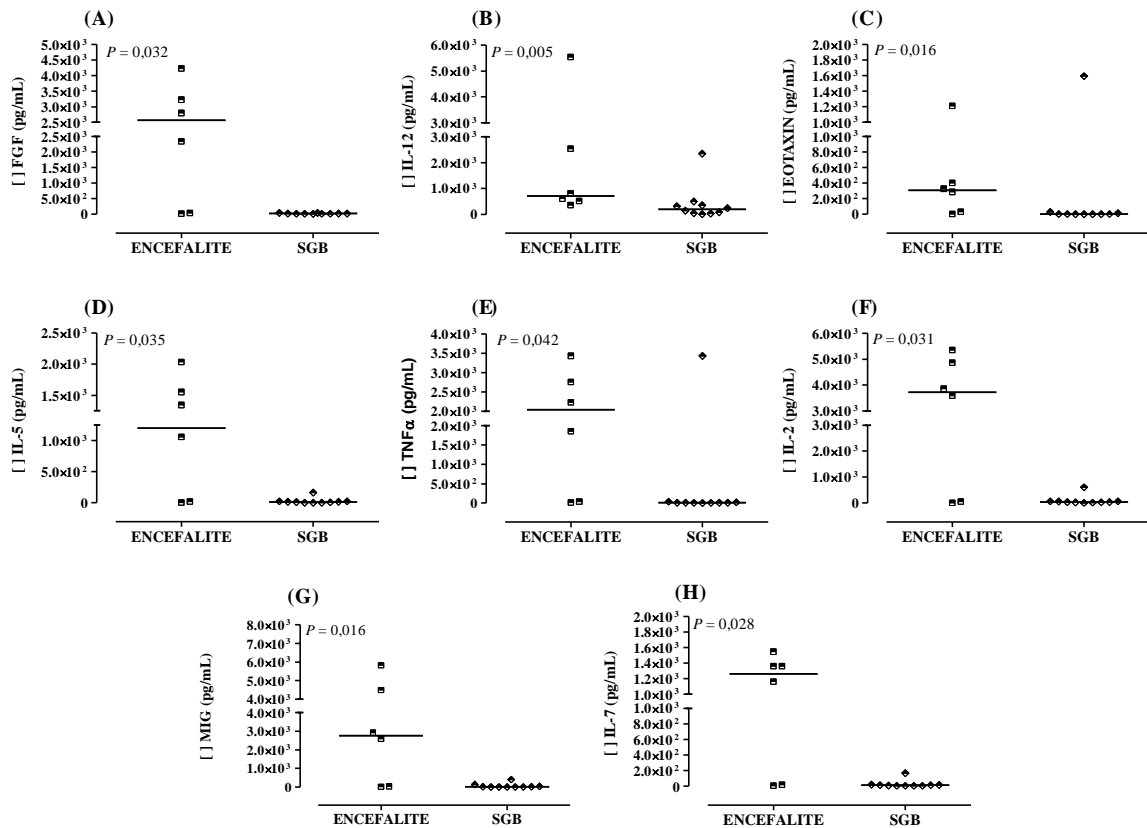 (A)
P = 0,032
[ ] FGF (pg/mL)
5.0×10³
4.5×10³
4.0×10³
3.5×10³
3.0×10³
2.5×10³
2.5×10³
2.0×10³
1.5×10³
1.0×10³
5.0×10²
0
ENCEFALITE SGB
(B)
P = 0,005
[ ] IL-12 (pg/mL)
6.0×10³
5.0×10³
4.0×10³
3.0×10³
3.0×10³
2.0×10³
1.0×10³
0
ENCEFALITE SGB
(C)
P = 0,016
[ ] EOTAXIN (pg/mL)
2.0×10³
1.8×10³
1.6×10³
1.4×10³
1.2×10³
1.0×10³
1.0×10³
8.0×10²
6.0×10²
4.0×10²
2.0×10²
0
ENCEFALITE SGB
(D)
P = 0,035
[ ] IL-5 (pg/mL)
2.5×10³
2.0×10³
1.5×10³
1.0×10³
5.0×10²
0
ENCEFALITE SGB
(E)
P = 0,042
[ ] TNFα (pg/mL)
4.0×10³
3.5×10³
3.0×10³
2.5×10³
2.0×10³
2.0×10³
1.5×10³
1.0×10³
5.0×10²
0
ENCEFALITE SGB
(F)
P = 0,031
[ ] IL-2 (pg/mL)
6.0×10³
5.0×10³
4.0×10³
3.0×10³
3.0×10³
2.0×10³
1.0×10³
0
ENCEFALITE SGB
(G)
P = 0,016
[ ] MIG (pg/mL)
8.0×10³
7.0×10³
6.0×10³
5.0×10³
4.0×10³
4.0×10³
3.0×10³
2.0×10³
1.0×10³
0
ENCEFALITE SGB
(H)
P = 0,028
[ ] IL-7 (pg/mL)
2.0×10³
1.8×10³
1.6×10³
1.4×10³
1.2×10³
1.0×10³
1.0×10³
8.0×10²
6.0×10²
4.0×10²
2.0×10²
0
ENCEFALITE SGB